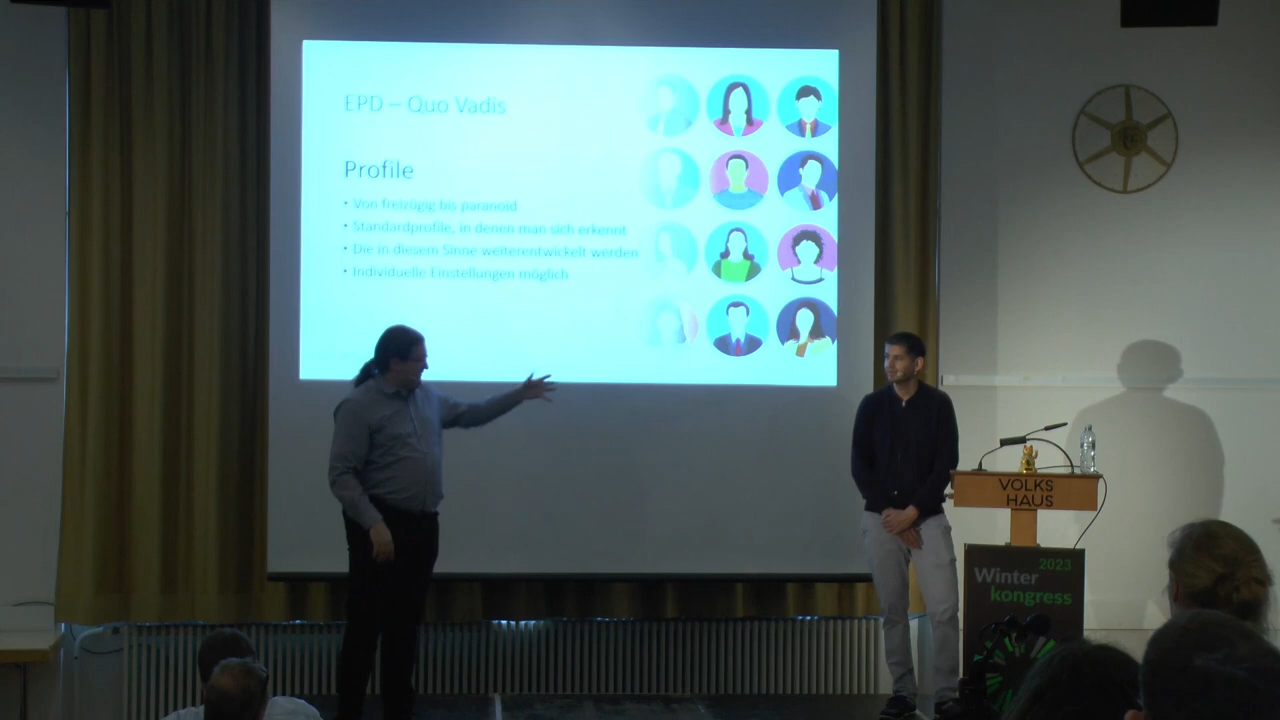 EPD – Quo Vadis
Profile
• Von freizügig bis paranoid
• Standardprofile, in denen man sich erkennt
• Die in diesem Sinne weiterentwickelt werden
• Individuelle Einstellungen möglich
VOLKS
HAUS
2023
Winter
kongress